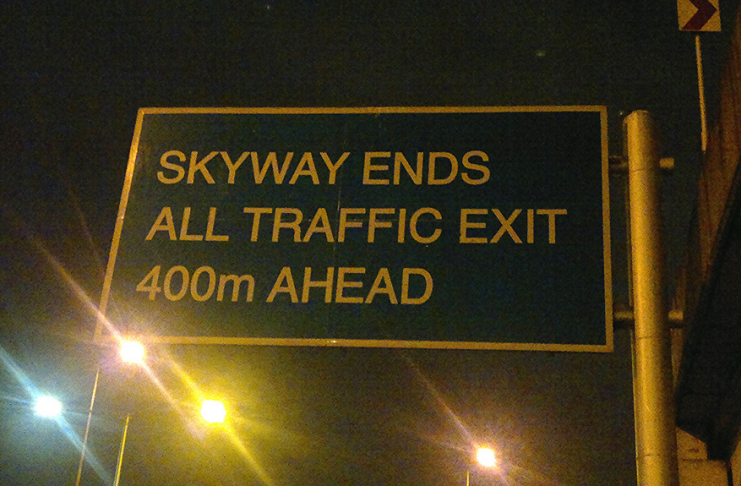 SKYWAY ENDS
ALL TRAFFIC EXIT
400m AHEAD